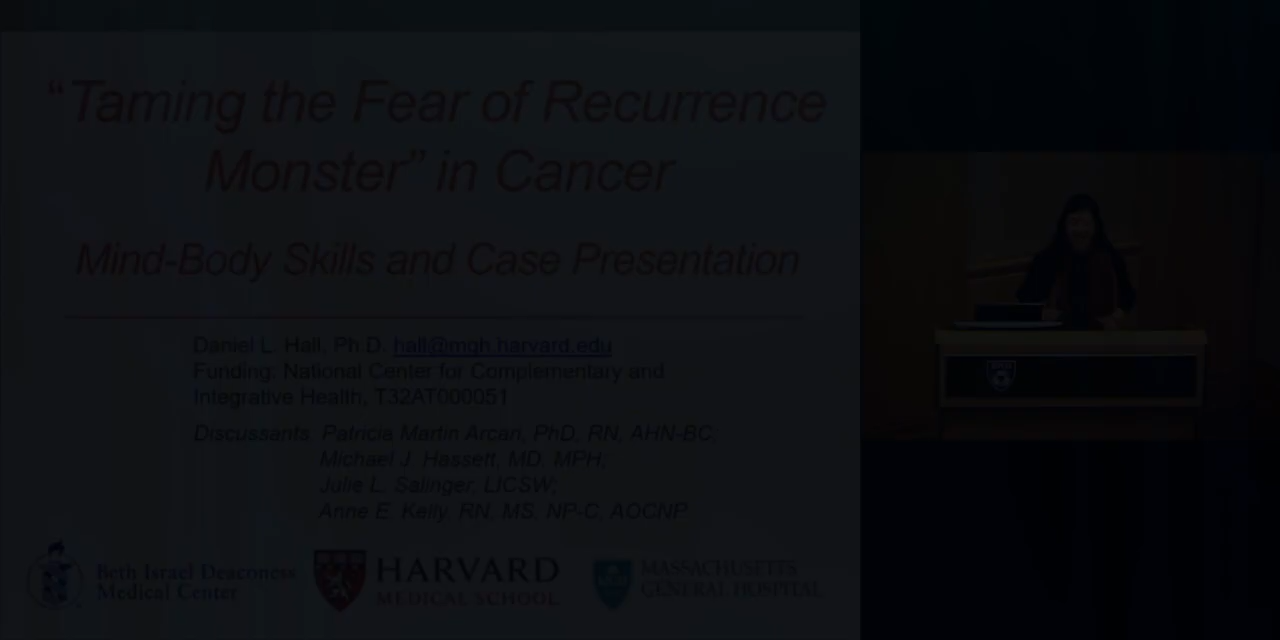 “Taming the Fear of Recurrence
Monster” in Cancer
Mind-Body Skills and Case Presentation
Daniel L. Hall, Ph.D. hall@mgh.harvard.edu
Funding: National Center for Complementary and
Integrative Health, T32AT000051
Discussants: Patricia Martin Arcari, PhD, RN, AHN-BC;
Michael J. Hassett, MD, MPH;
Julie L. Salinger, LICSW;
Anne E. Kelly, RN, MS, NP-C, AOCNP
Beth Israel Deaconess
Medical Center
HARVARD
MEDICAL SCHOOL
MASSACHUSETTS
GENERAL HOSPITAL